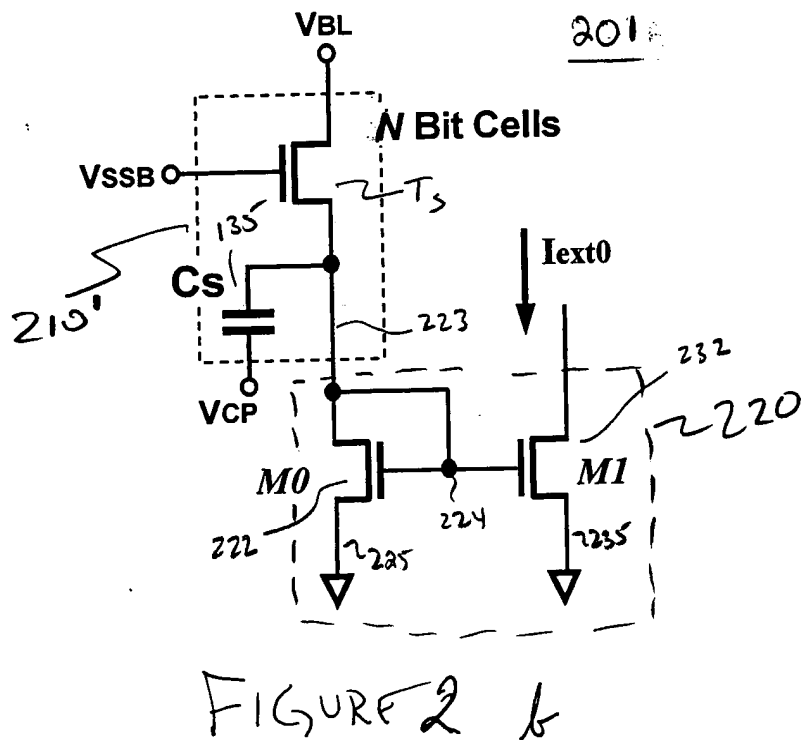 VBL
201
N Bit Cells
VSSB
Ts
135
Iext0
Cs
210'
223
232
VCP
220
M0
M1
222
224
225
235
FIGURE 2 b